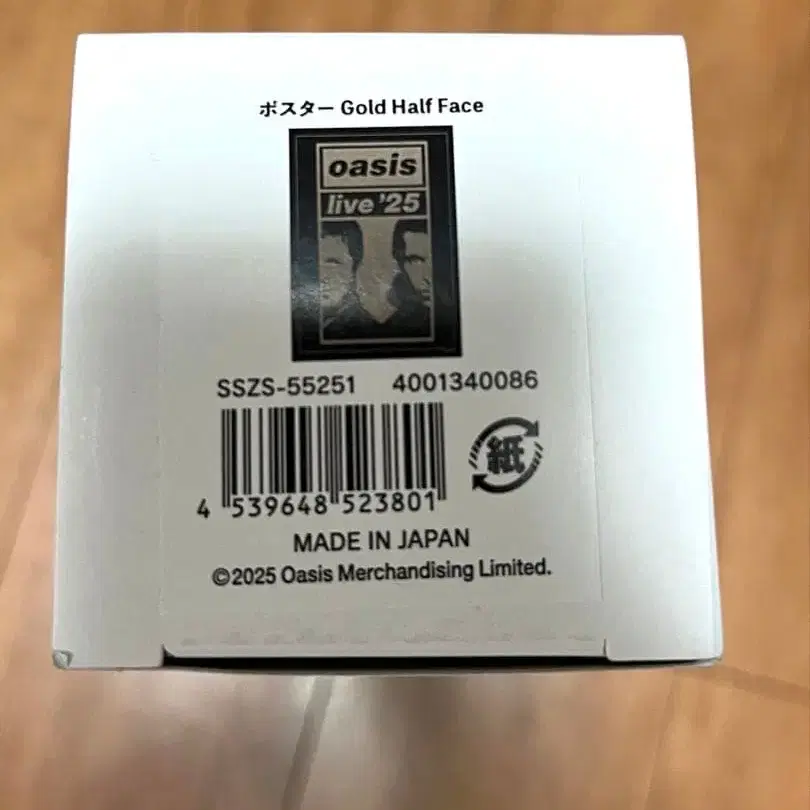 ポスター Gold Half Face
oasis
live '25
SSZS-55251 4001340086
紙
4 539648 523801
MADE IN JAPAN
©2025 Oasis Merchandising Limited.